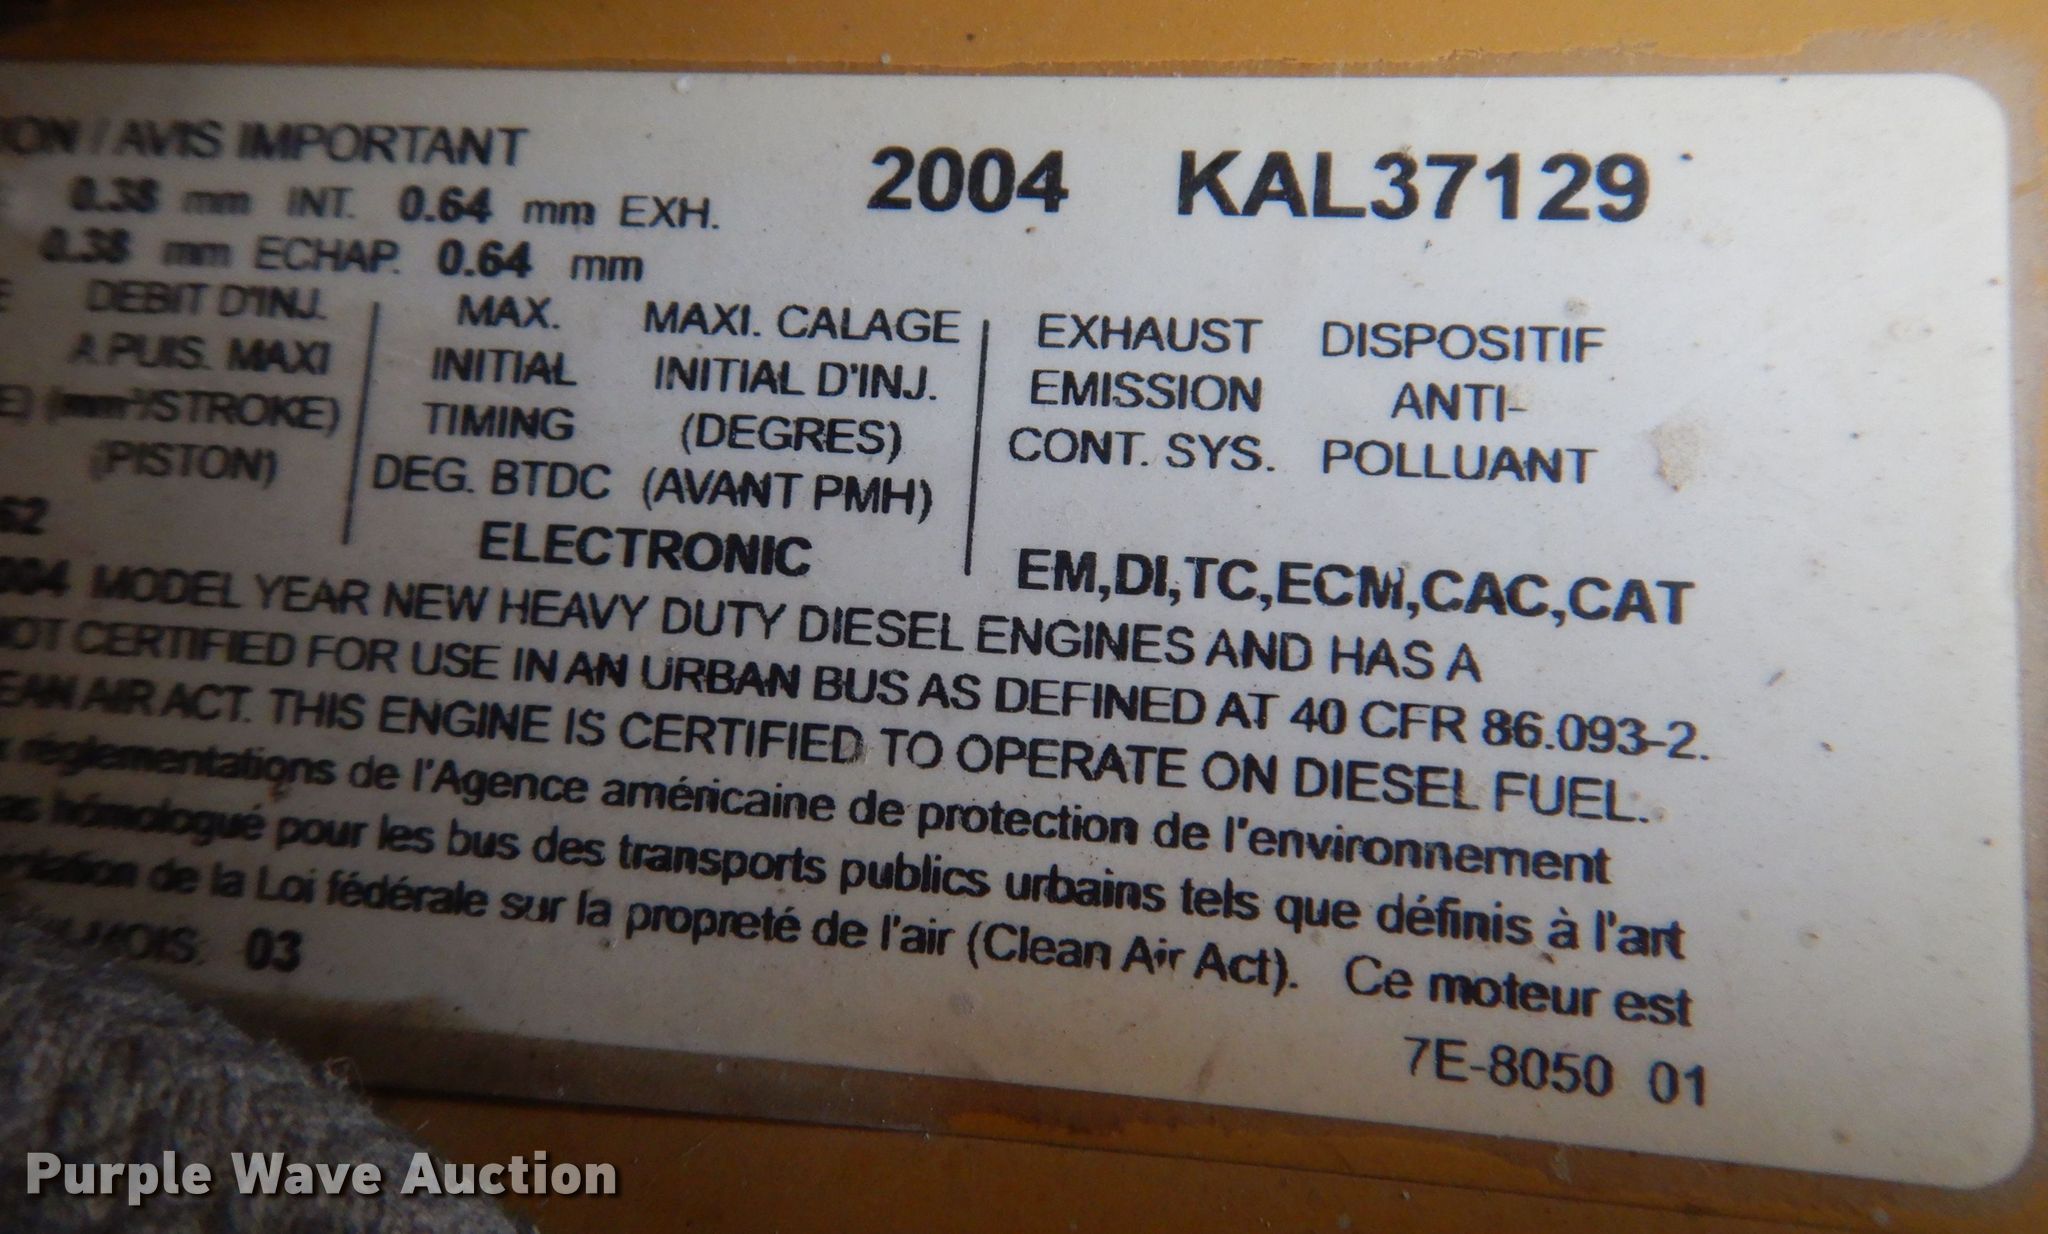 AVIS IMPORTANT
2004 KAL37129
0.38 mm INT. 0.64 mm EXH.
0.38 mm ECHAP. 0.64 mm
DEBIT D'INJ. MAX. MAXI. CALAGE EXHAUST DISPOSITIF
A PUIS. MAXI INITIAL INITIAL D'INJ. EMISSION ANTI-
(mm³/STROKE) TIMING (DEGRES) CONT. SYS. POLLUANT
(PISTON) DEG. BTDC (AVANT PMH)
62 ELECTRONIC EM,DI,TC,ECM,CAC,CAT
MODEL YEAR NEW HEAVY DUTY DIESEL ENGINES AND HAS A
CERTIFIED FOR USE IN AN URBAN BUS AS DEFINED AT 40 CFR 86.093-2.
AIR ACT. THIS ENGINE IS CERTIFIED TO OPERATE ON DIESEL FUEL.
réglementations de l'Agence américaine de protection de l'environnement
homologué pour les bus des transports publics urbains tels que définis à l'art
de la Loi fédérale sur la propreté de l'air (Clean Air Act). Ce moteur est
MOIS. 03
7E-8050 01
Purple Wave Auction